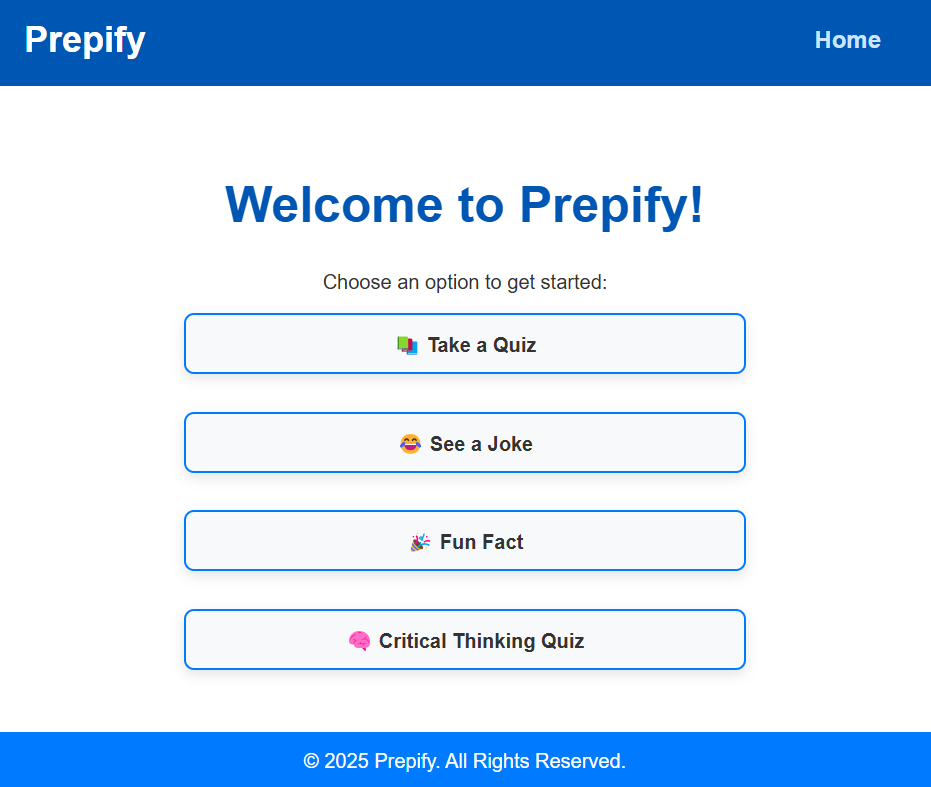 Prepify
Home
Welcome to Prepify!
Choose an option to get started:
📚 Take a Quiz
😂 See a Joke
🎉 Fun Fact
🧠 Critical Thinking Quiz
© 2025 Prepify. All Rights Reserved.